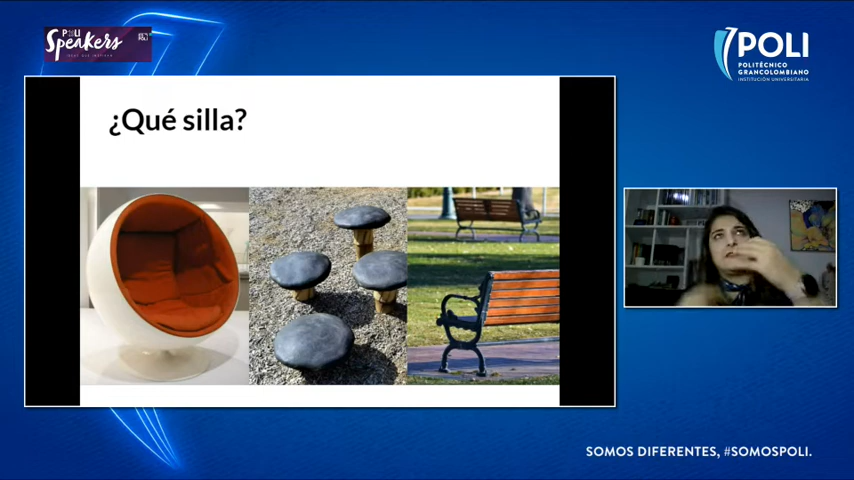 POLI
Speakers
POLI
POLITÉCNICO
GRANCOLOMBIANO
INSTITUCIÓN UNIVERSITARIA
¿Qué silla?
SOMOS DIFERENTES, #SOMOSPOLI.